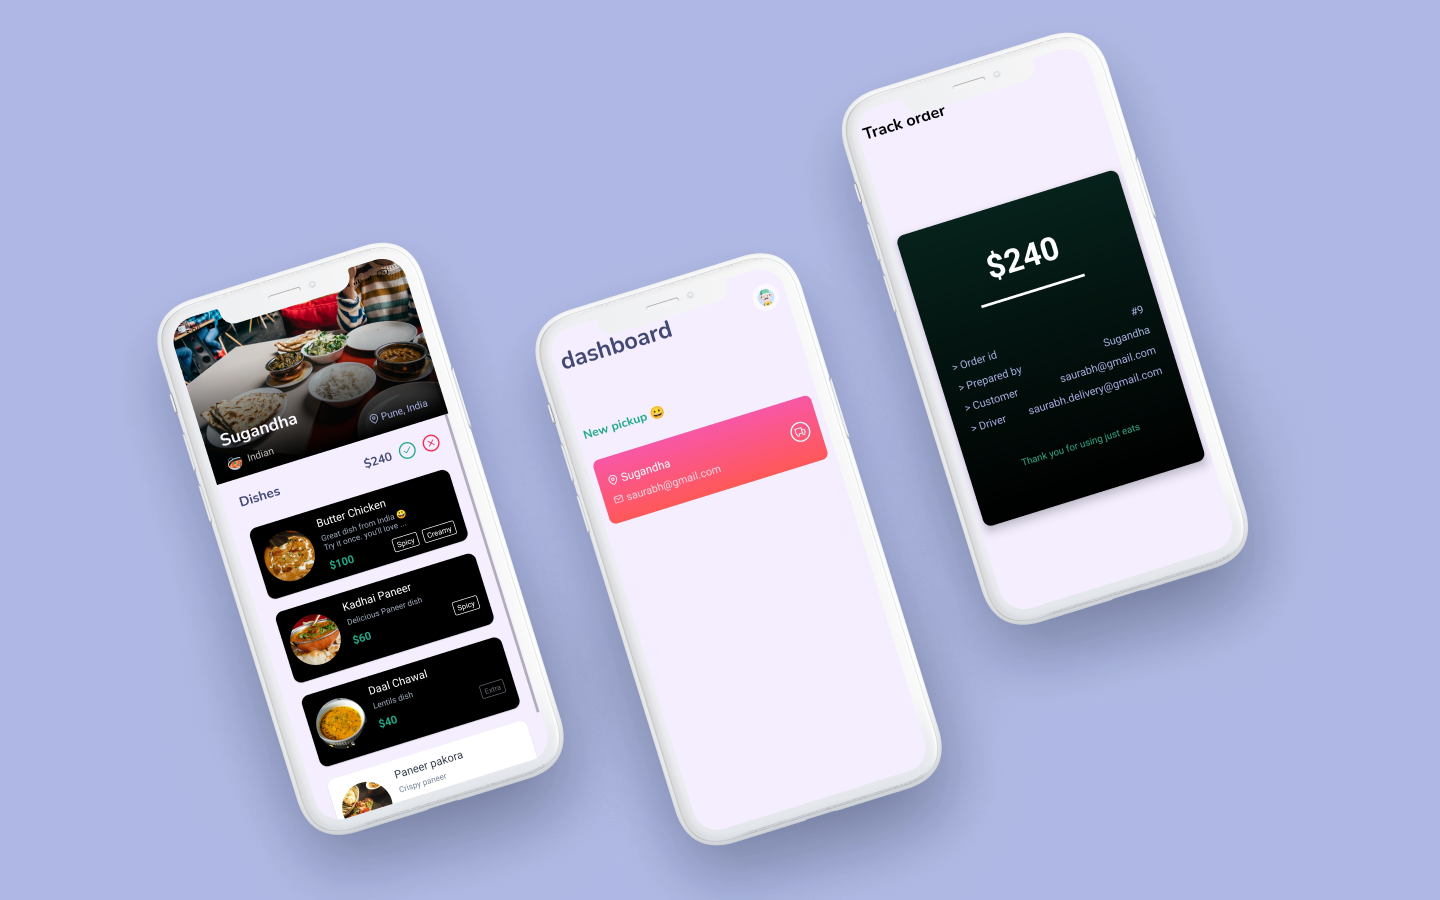 Sugandha
Indian
Pune, India
$240
Dishes
Butter Chicken
Great dish from India 😀
Try it once. you'll love ...
$100
Spicy
Creamy
Kadhai Paneer
Delicious Paneer dish
$60
Spicy
Daal Chawal
Lentils dish
$40
Extra
Paneer pakora
Crispy paneer
dashboard
New pickup 😀
Sugandha
saurabh@gmail.com
Track order
$240
> Order id #9
> Prepared by Sugandha
> Customer saurabh@gmail.com
> Driver saurabh.delivery@gmail.com
Thank you for using just eats